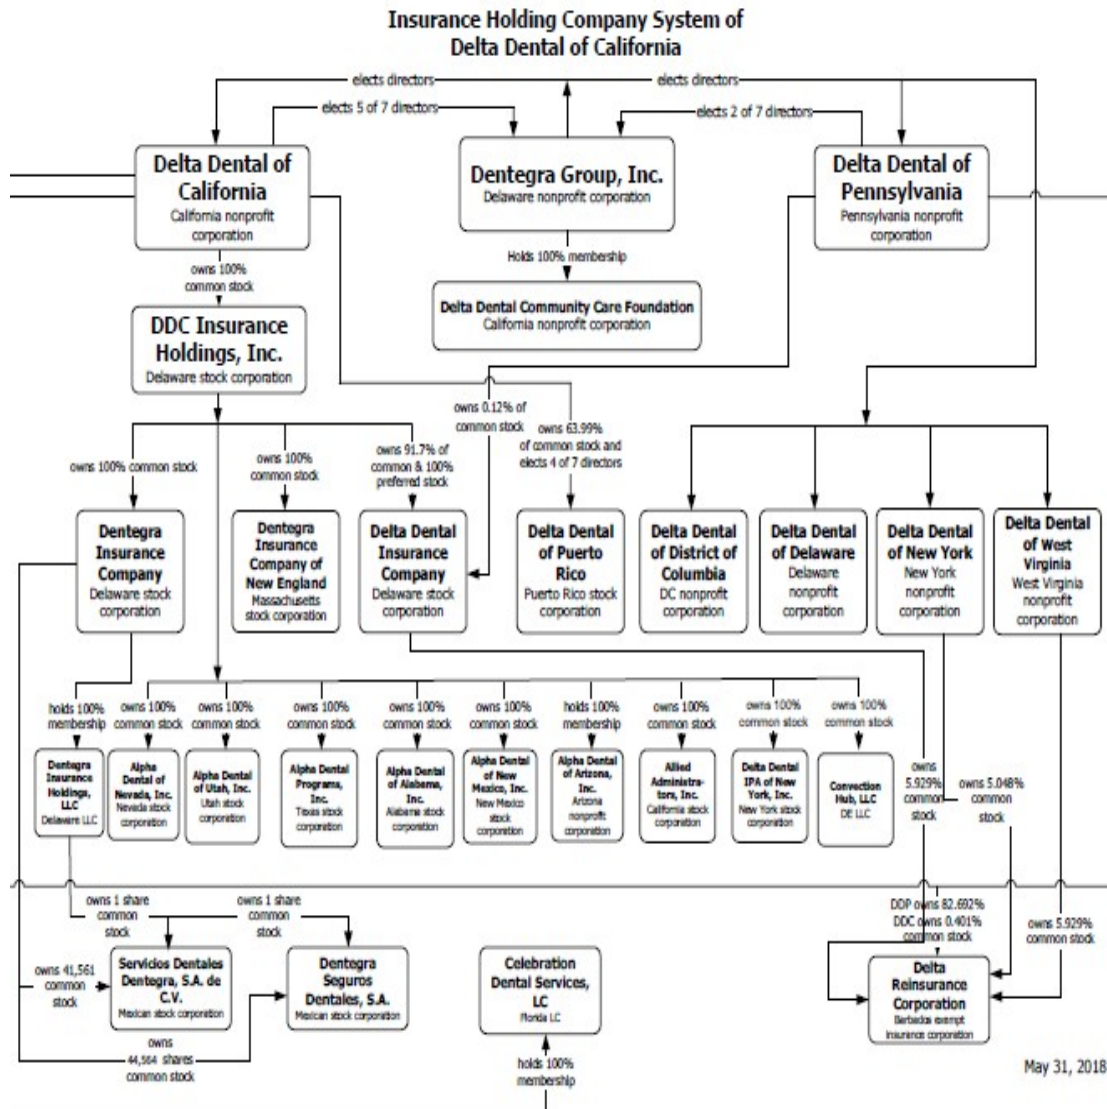 Insurance Holding Company System of
Delta Dental of California
elects directors
elects directors
elects 5 of 7 directors
elects 2 of 7 directors
Delta Dental of
California
California nonprofit
corporation
Dentegra Group, Inc.
Delaware nonprofit corporation
Delta Dental of
Pennsylvania
Pennsylvania nonprofit
corporation
owns 100%
common stock
Holds 100% membership
Delta Dental Community Care Foundation
California nonprofit corporation
DDC Insurance
Holdings, Inc.
Delaware stock corporation
owns 0.12% of
common stock
owns 63.99%
of common stock and
elects 4 of 7 directors
owns 100% common stock
owns 100%
common stock
owns 91.7% of
common & 100%
preferred stock
Dentegra
Insurance
Company
Delaware stock
corporation
Dentegra
Insurance
Company of
New England
Massachusetts
stock corporation
Delta Dental
Insurance
Company
Delaware stock
corporation
Delta Dental
of Puerto
Rico
Puerto Rico stock
corporation
Delta Dental
of District of
Columbia
DC nonprofit
corporation
Delta Dental
of Delaware
Delaware
nonprofit
corporation
Delta Dental
of New York
New York
nonprofit
corporation
Delta Dental
of West
Virginia
West Virginia
nonprofit
corporation
holds 100%
membership
owns 100%
common stock
owns 100%
common stock
owns 100%
common stock
owns 100%
common stock
owns 100%
common stock
holds 100%
membership
owns 100%
common stock
owns 100%
common stock
owns 100%
common stock
Dentegra
Insurance
Holdings,
LLC
Delaware LLC
Alpha
Dental of
Nevada, Inc.
Nevada stock
corporation
Alpha Dental
of Utah, Inc.
Utah stock
corporation
Alpha Dental
Programs,
Inc.
Texas stock
corporation
Alpha Dental
of Alabama,
Inc.
Alabama stock
corporation
Alpha Dental
of New
Mexico, Inc.
New Mexico
stock
corporation
Alpha Dental
of Arizona,
Inc.
Arizona
nonprofit
corporation
Allied
Administra-
tors, Inc.
California stock
corporation
Delta Dental
IPA of New
York, Inc.
New York stock
corporation
Convection
Hub, LLC
DE LLC
owns
5.929%
common
stock
owns 5.048%
common
stock
owns 1 share
common
stock
owns 1 share
common
stock
DDP owns 82.692%
DDC owns 0.401%
common stock
owns 5.929%
common stock
owns 41,561
common
stock
Servicios Dentales
Dentegra, S.A. de
C.V.
Mexican stock corporation
Dentegra
Seguros
Dentales, S.A.
Mexican stock corporation
Celebration
Dental Services,
LC
Florida LC
Delta
Reinsurance
Corporation
Barbados exempt
insurance corporation
owns
44,564 shares
common stock
holds 100%
membership
May 31, 2018